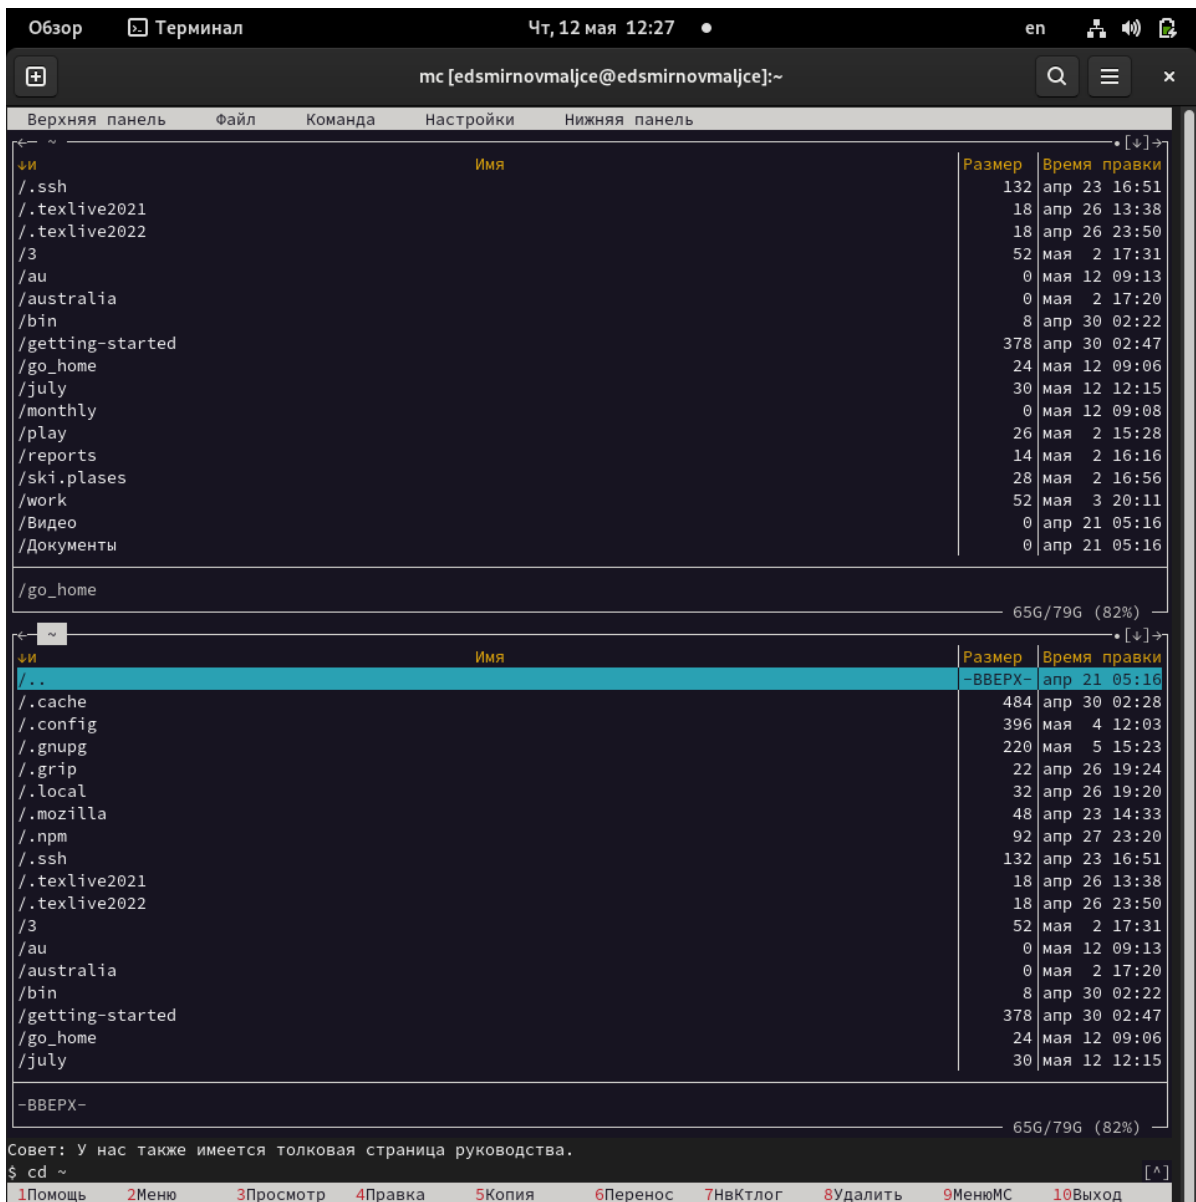 Обзор Терминал Чт, 12 мая 12:27 en
mc [edsmirnovmaljce@edsmirnovmaljce]:~
Верхняя панель Файл Команда Настройки Нижняя панель
~ [↓]
↓и Имя Размер Время правки
/.ssh 132 апр 23 16:51
/.texlive2021 18 апр 26 13:38
/.texlive2022 18 апр 26 23:50
/3 52 мая 2 17:31
/au 0 мая 12 09:13
/australia 0 мая 2 17:20
/bin 8 апр 30 02:22
/getting-started 378 апр 30 02:47
/go_home 24 мая 12 09:06
/july 30 мая 12 12:15
/monthly 0 мая 12 09:08
/play 26 мая 2 15:28
/reports 14 мая 2 16:16
/ski.plases 28 мая 2 16:56
/work 52 мая 3 20:11
/Видео 0 апр 21 05:16
/Документы 0 апр 21 05:16
/go_home
65G/79G (82%)
~ [↓]
↓и Имя Размер Время правки
/.. -ВВЕРХ- апр 21 05:16
/.cache 484 апр 30 02:28
/.config 396 мая 4 12:03
/.gnupg 220 мая 5 15:23
/.grip 22 апр 26 19:24
/.local 32 апр 26 19:20
/.mozilla 48 апр 23 14:33
/.npm 92 апр 27 23:20
/.ssh 132 апр 23 16:51
/.texlive2021 18 апр 26 13:38
/.texlive2022 18 апр 26 23:50
/3 52 мая 2 17:31
/au 0 мая 12 09:13
/australia 0 мая 2 17:20
/bin 8 апр 30 02:22
/getting-started 378 апр 30 02:47
/go_home 24 мая 12 09:06
/july 30 мая 12 12:15
-ВВЕРХ-
65G/79G (82%)
Совет: У нас также имеется толковая страница руководства.
$ cd ~ [^]
1Помощь 2Меню 3Просмотр 4Правка 5Копия 6Перенос 7НвКтлог 8Удалить 9МенюМС 10Выход